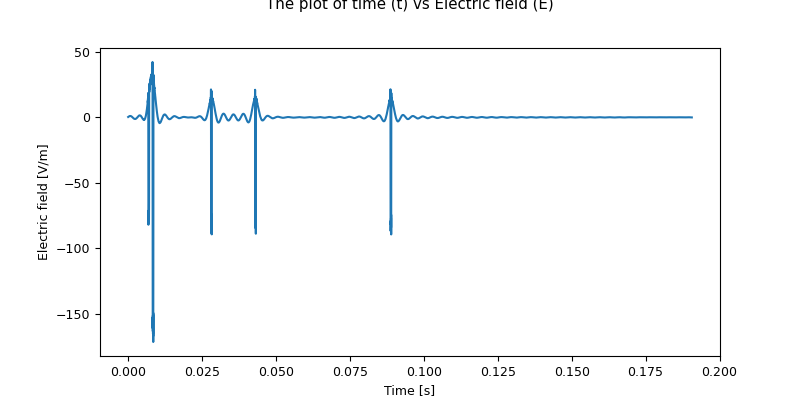 The plot of time (t) vs Electric field (E)
50
0
−50
−100
−150
Electric field [V/m]
0.000 0.025 0.050 0.075 0.100 0.125 0.150 0.175 0.200
Time [s]